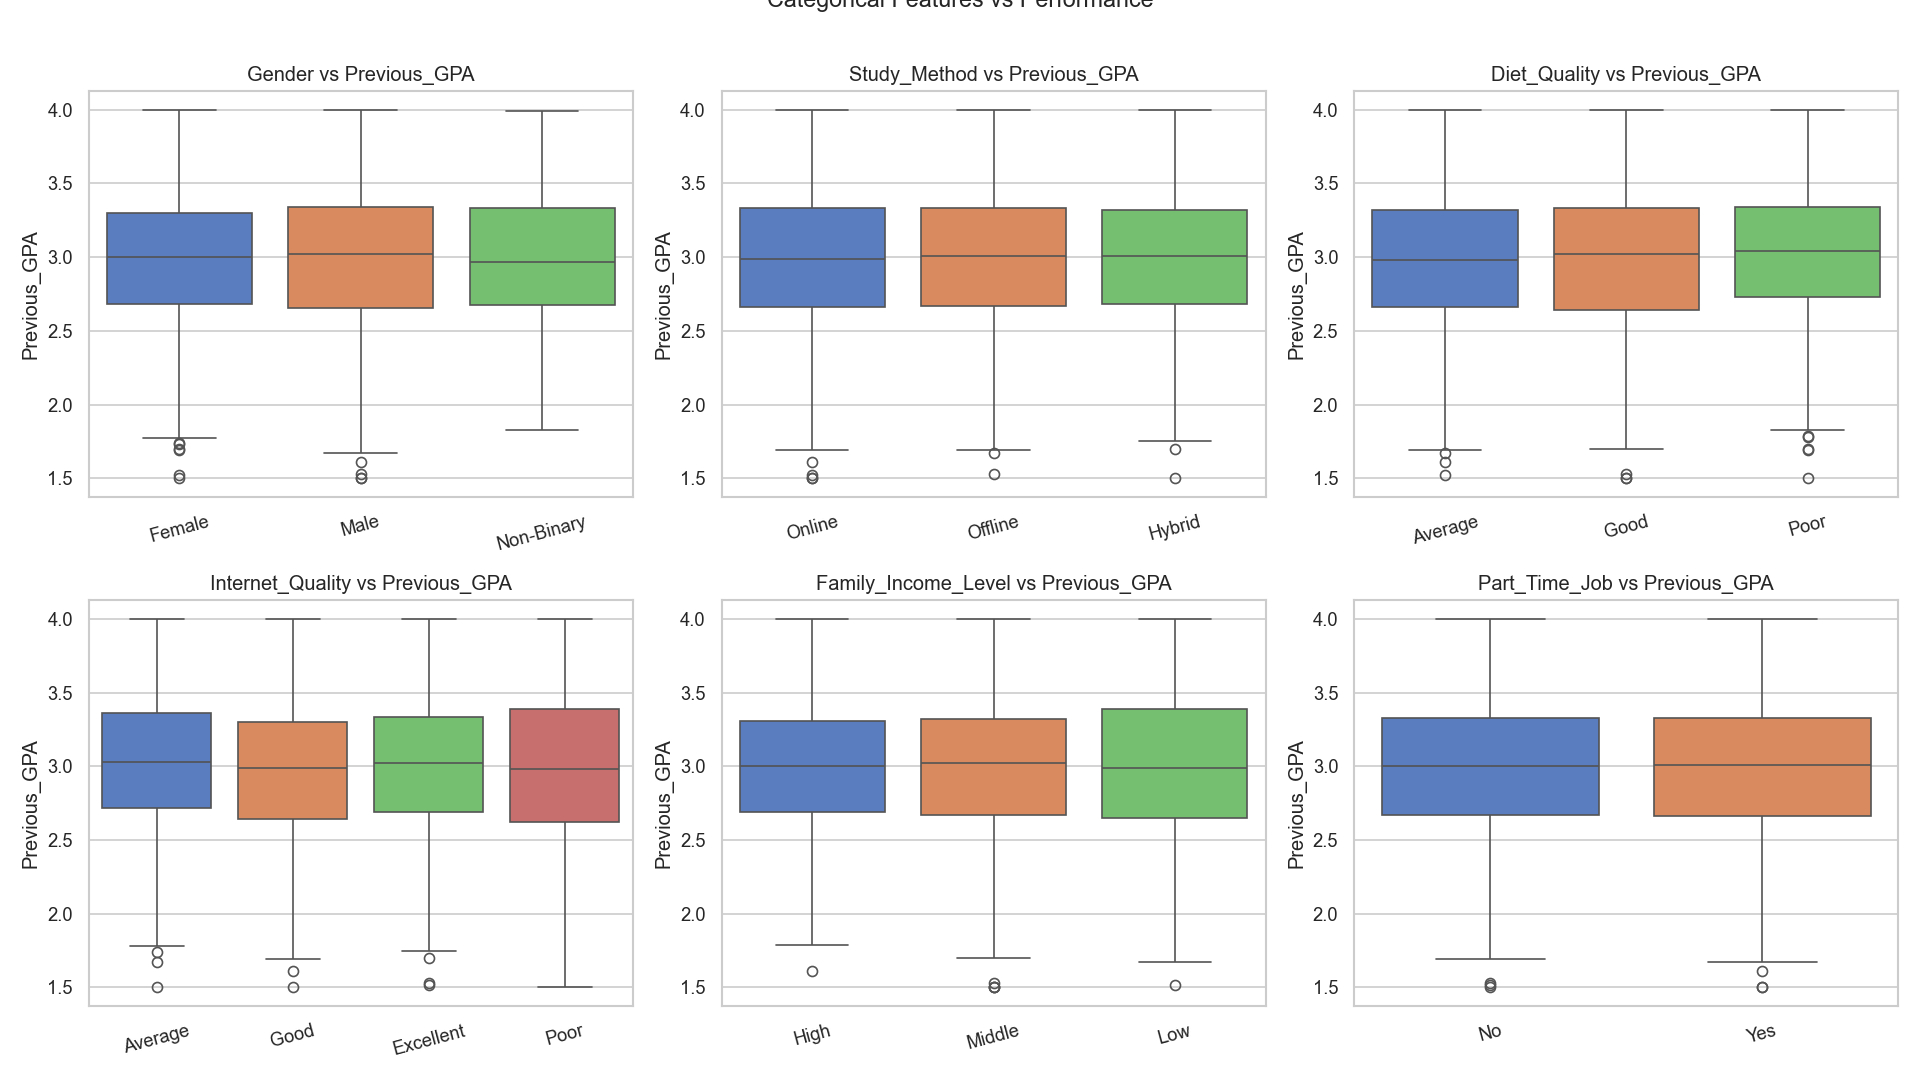 Categorical Features vs Performance
Gender vs Previous_GPA
Previous_GPA
4.0
3.5
3.0
2.5
2.0
1.5
Female
Male
Non-Binary
Study_Method vs Previous_GPA
Previous_GPA
4.0
3.5
3.0
2.5
2.0
1.5
Online
Offline
Hybrid
Diet_Quality vs Previous_GPA
Previous_GPA
4.0
3.5
3.0
2.5
2.0
1.5
Average
Good
Poor
Internet_Quality vs Previous_GPA
Previous_GPA
4.0
3.5
3.0
2.5
2.0
1.5
Average
Good
Excellent
Poor
Family_Income_Level vs Previous_GPA
Previous_GPA
4.0
3.5
3.0
2.5
2.0
1.5
High
Middle
Low
Part_Time_Job vs Previous_GPA
Previous_GPA
4.0
3.5
3.0
2.5
2.0
1.5
No
Yes